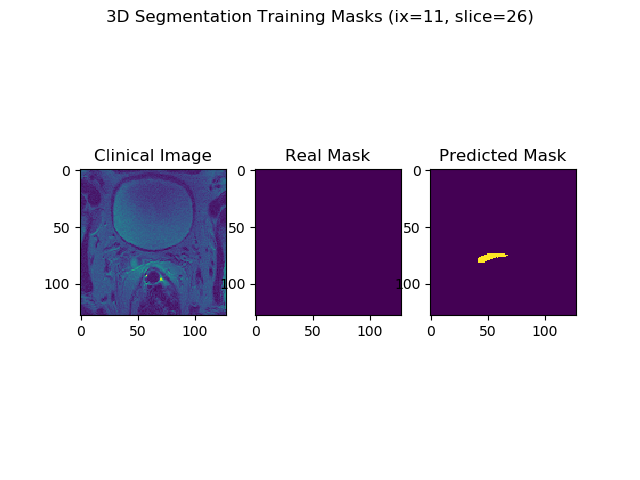 3D Segmentation Training Masks (ix=11, slice=26)
Clinical Image Real Mask Predicted Mask
0 0 0
50 50 50
100 100 100
0 50 100 0 50 100 0 50 100